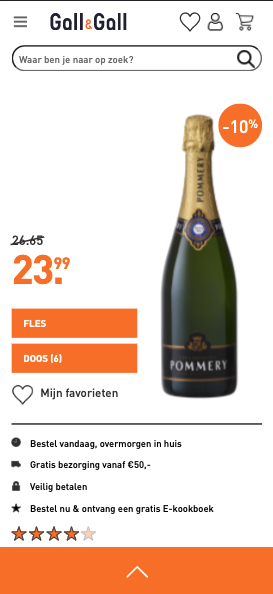 Gall&Gall
Waar ben je naar op zoek?
-10%
POMMERY
26.65
23.99
POMMERY
FLES
DOOS (6)
Mijn favorieten
Bestel vandaag, overmorgen in huis
Gratis bezorging vanaf €50,-
Veilig betalen
Bestel nu & ontvang een gratis E-kookboek